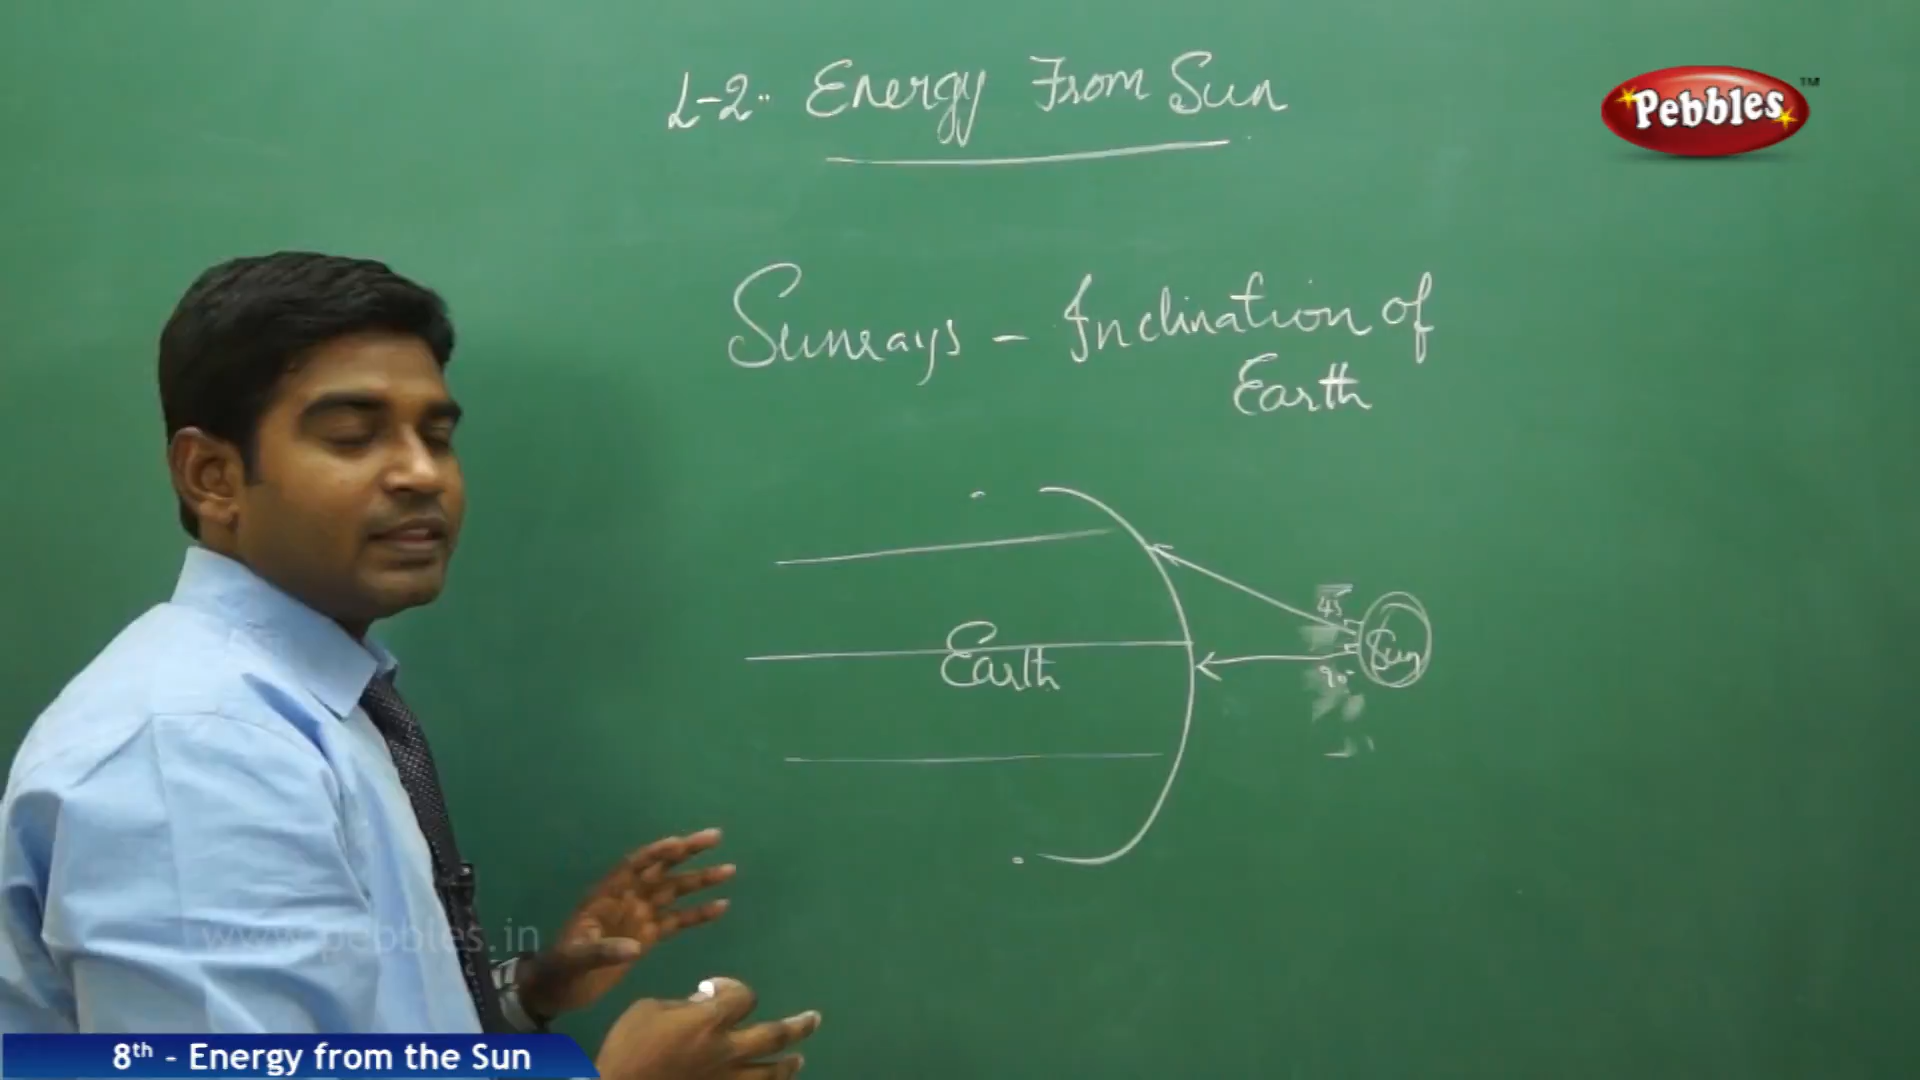 L-2.. Energy From Sun
Pebbles™
Sunrays - Inclination of
Earth
45
Earth
Sun
90
www.pebbles.in
8th - Energy from the Sun